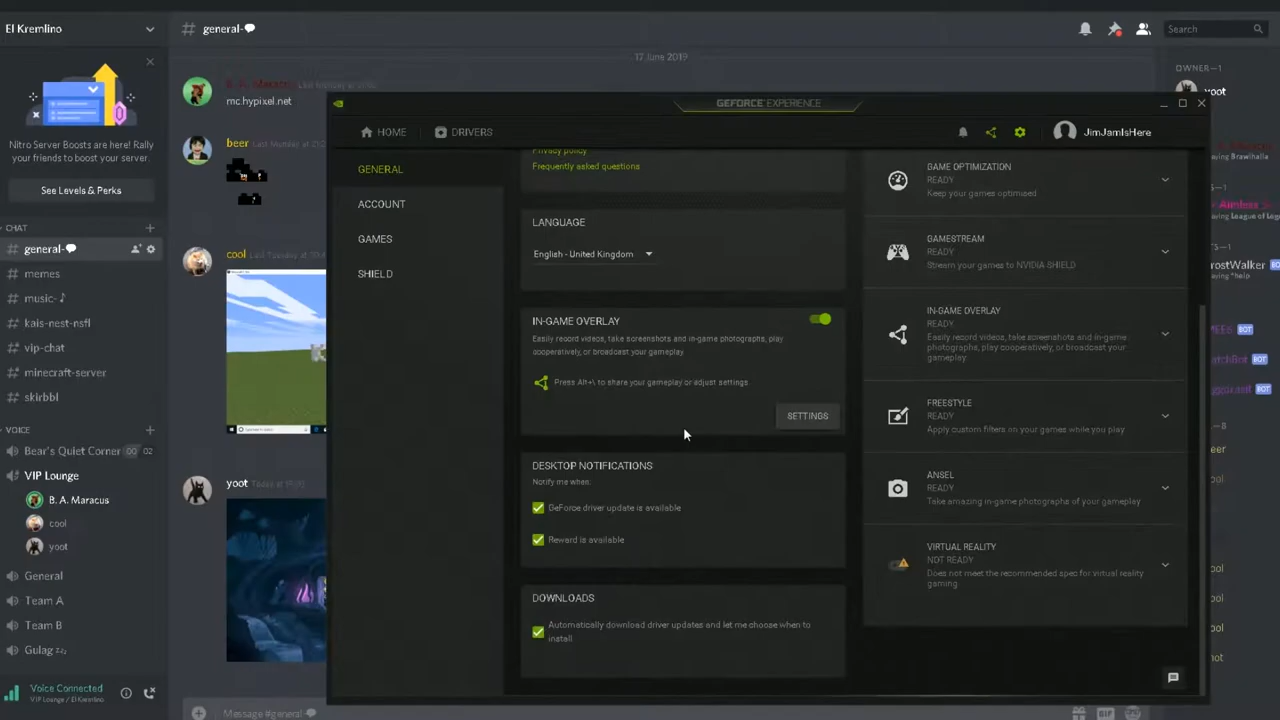 El Kremlino
# general-
Search
Nitro Server Boosts are here! Rally
your friends to boost your server.
See Levels & Perks
CHAT
# general-
# memes
# music-♪
# kais-nest-nsfl
# vip-chat
# minecraft-server
# skirbbl
VOICE
Bear's Quiet Corner 00 02
VIP Lounge
B. A. Maracus
cool
yoot
General
Team A
Team B
Gulag
Voice Connected
VIP Lounge / El Kremlino
17 June 2019
mc.hypixel.net
beer
cool
yoot
Message #general-
GIF
OWNER—1
yoot
BOT
BOT
BOT
GEFORCE EXPERIENCE
HOME
DRIVERS
JimJamIsHere
GENERAL
ACCOUNT
GAMES
SHIELD
Privacy policy
Frequently asked questions
LANGUAGE
English - United Kingdom
IN-GAME OVERLAY
Easily record videos, take screenshots and in-game photographs, play
cooperatively, or broadcast your gameplay.
Press Alt+\ to share your gameplay or adjust settings
SETTINGS
DESKTOP NOTIFICATIONS
Notify me when:
GeForce driver update is available
Reward is available
DOWNLOADS
Automatically download driver updates and let me choose when to
install
GAME OPTIMIZATION
READY
Keep your games optimised
GAMESTREAM
READY
Stream your games to NVIDIA SHIELD
IN-GAME OVERLAY
READY
Easily record videos, take screenshots and in-game
photographs, play cooperatively, or broadcast your
gameplay.
FREESTYLE
READY
Apply custom filters on your games while you play
ANSEL
READY
Take amazing in-game photographs of your gameplay
VIRTUAL REALITY
NOT READY
Does not meet the recommended spec for virtual reality
gaming.